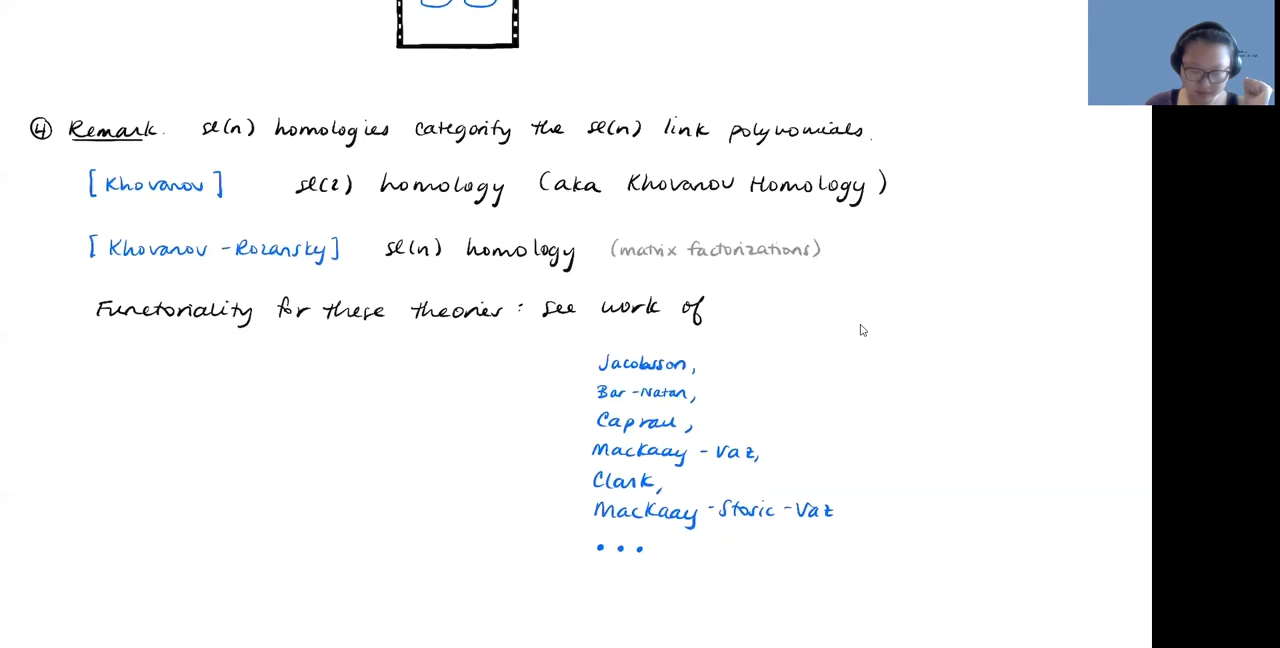 ④ Remark. sl(n) homologies categorify the sl(n) link polynomials.
[Khovanov] sl(2) homology (aka Khovanov Homology)
[Khovanov-Rozansky] sl(n) homology (matrix factorizations)
Functoriality for these theories: see work of
Jacobsson,
Bar-Natan,
Caprau,
Mackaay-Vaz,
Clark,
Mackaay-Stosic-Vaz
...